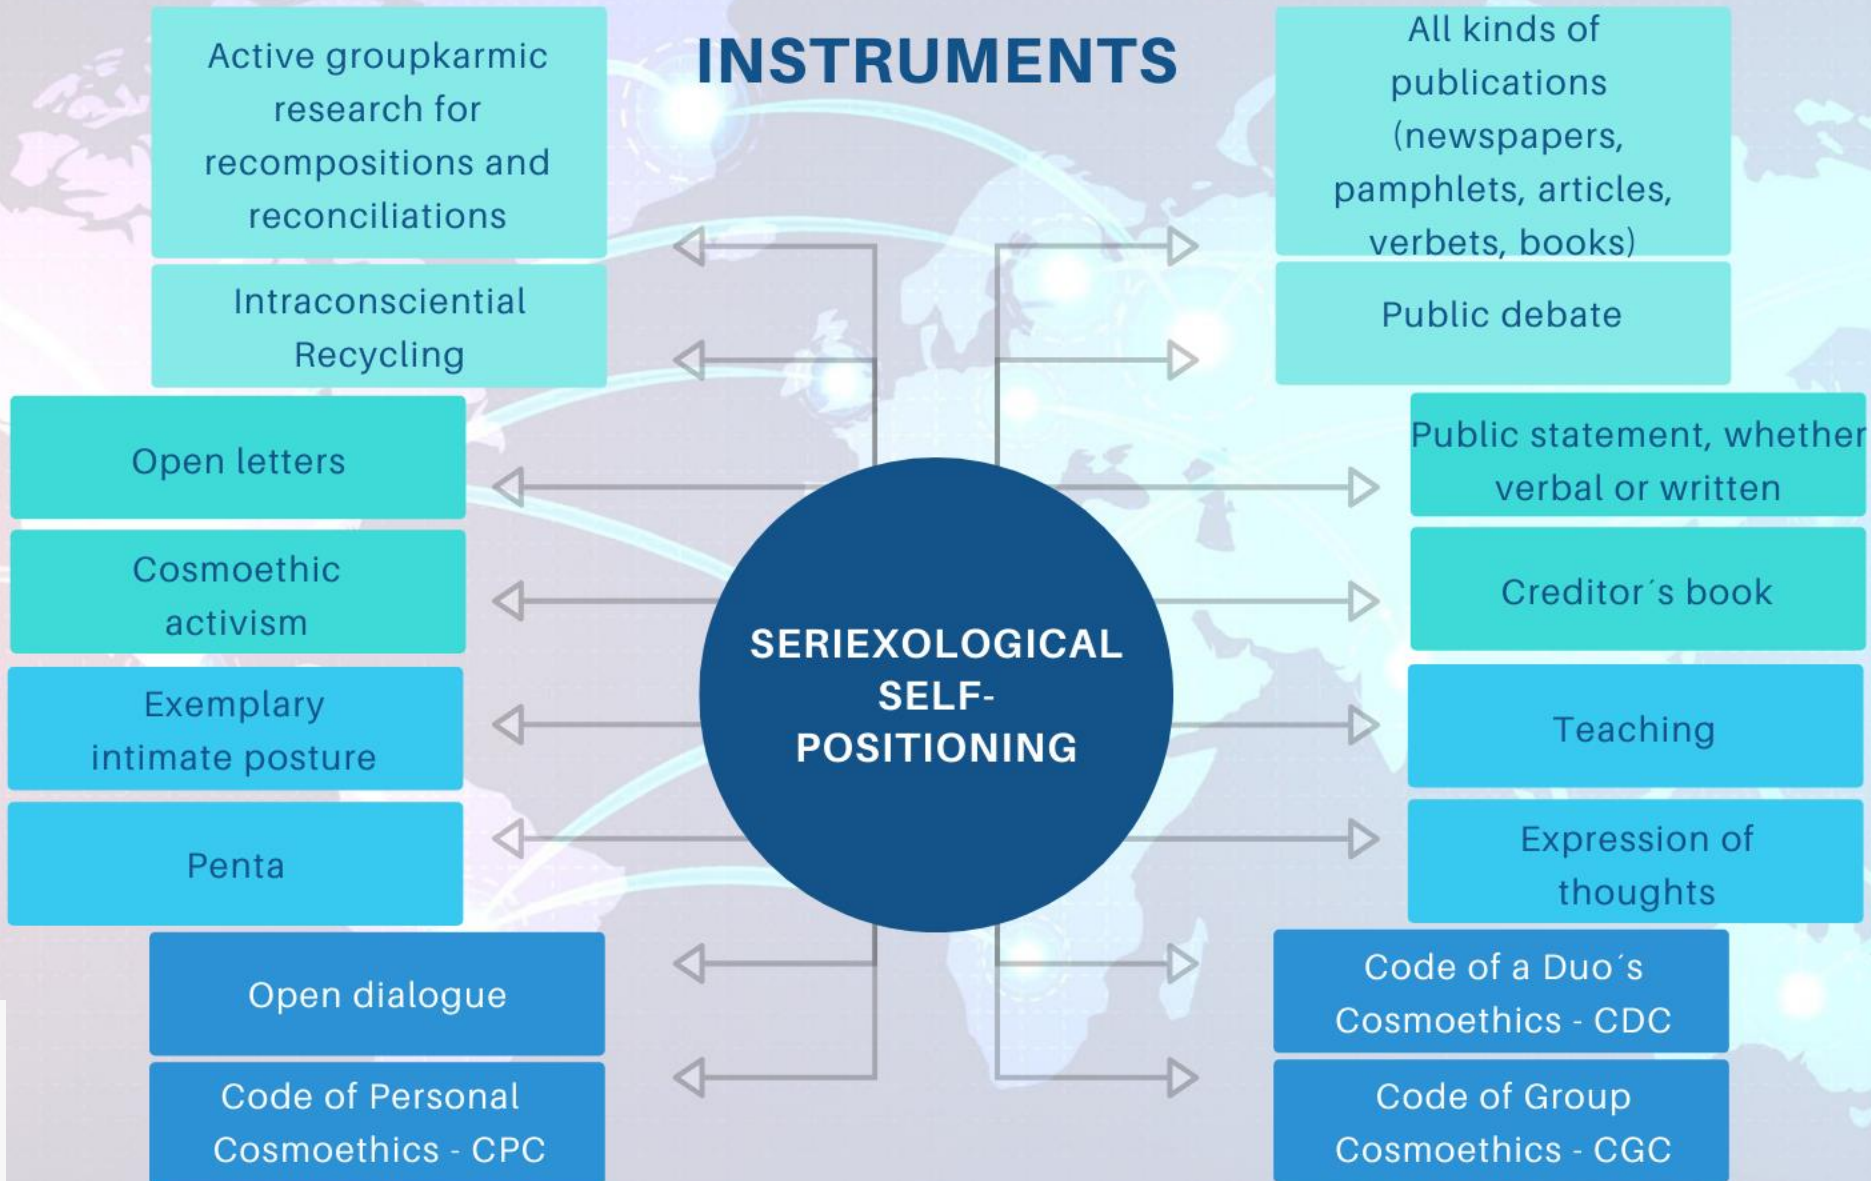 INSTRUMENTS
Active groupkarmic
research for
recompositions and
reconciliations
Intraconsciential
Recycling
Open letters
Cosmoethic
activism
Exemplary
intimate posture
Penta
Open dialogue
Code of Personal
Cosmoethics - CPC
SERIEXOLOGICAL
SELF-
POSITIONING
All kinds of
publications
(newspapers,
pamphlets, articles,
verbets, books)
Public debate
Public statement, whether
verbal or written
Creditor´s book
Teaching
Expression of
thoughts
Code of a Duo´s
Cosmoethics - CDC
Code of Group
Cosmoethics - CGC